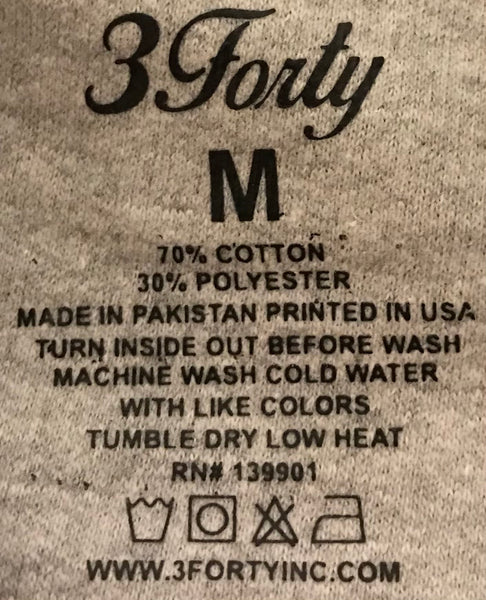 3Forty
M
70% COTTON
30% POLYESTER
MADE IN PAKISTAN PRINTED IN USA
TURN INSIDE OUT BEFORE WASH
MACHINE WASH COLD WATER
WITH LIKE COLORS
TUMBLE DRY LOW HEAT
RN# 139901
WWW.3FORTYINC.COM